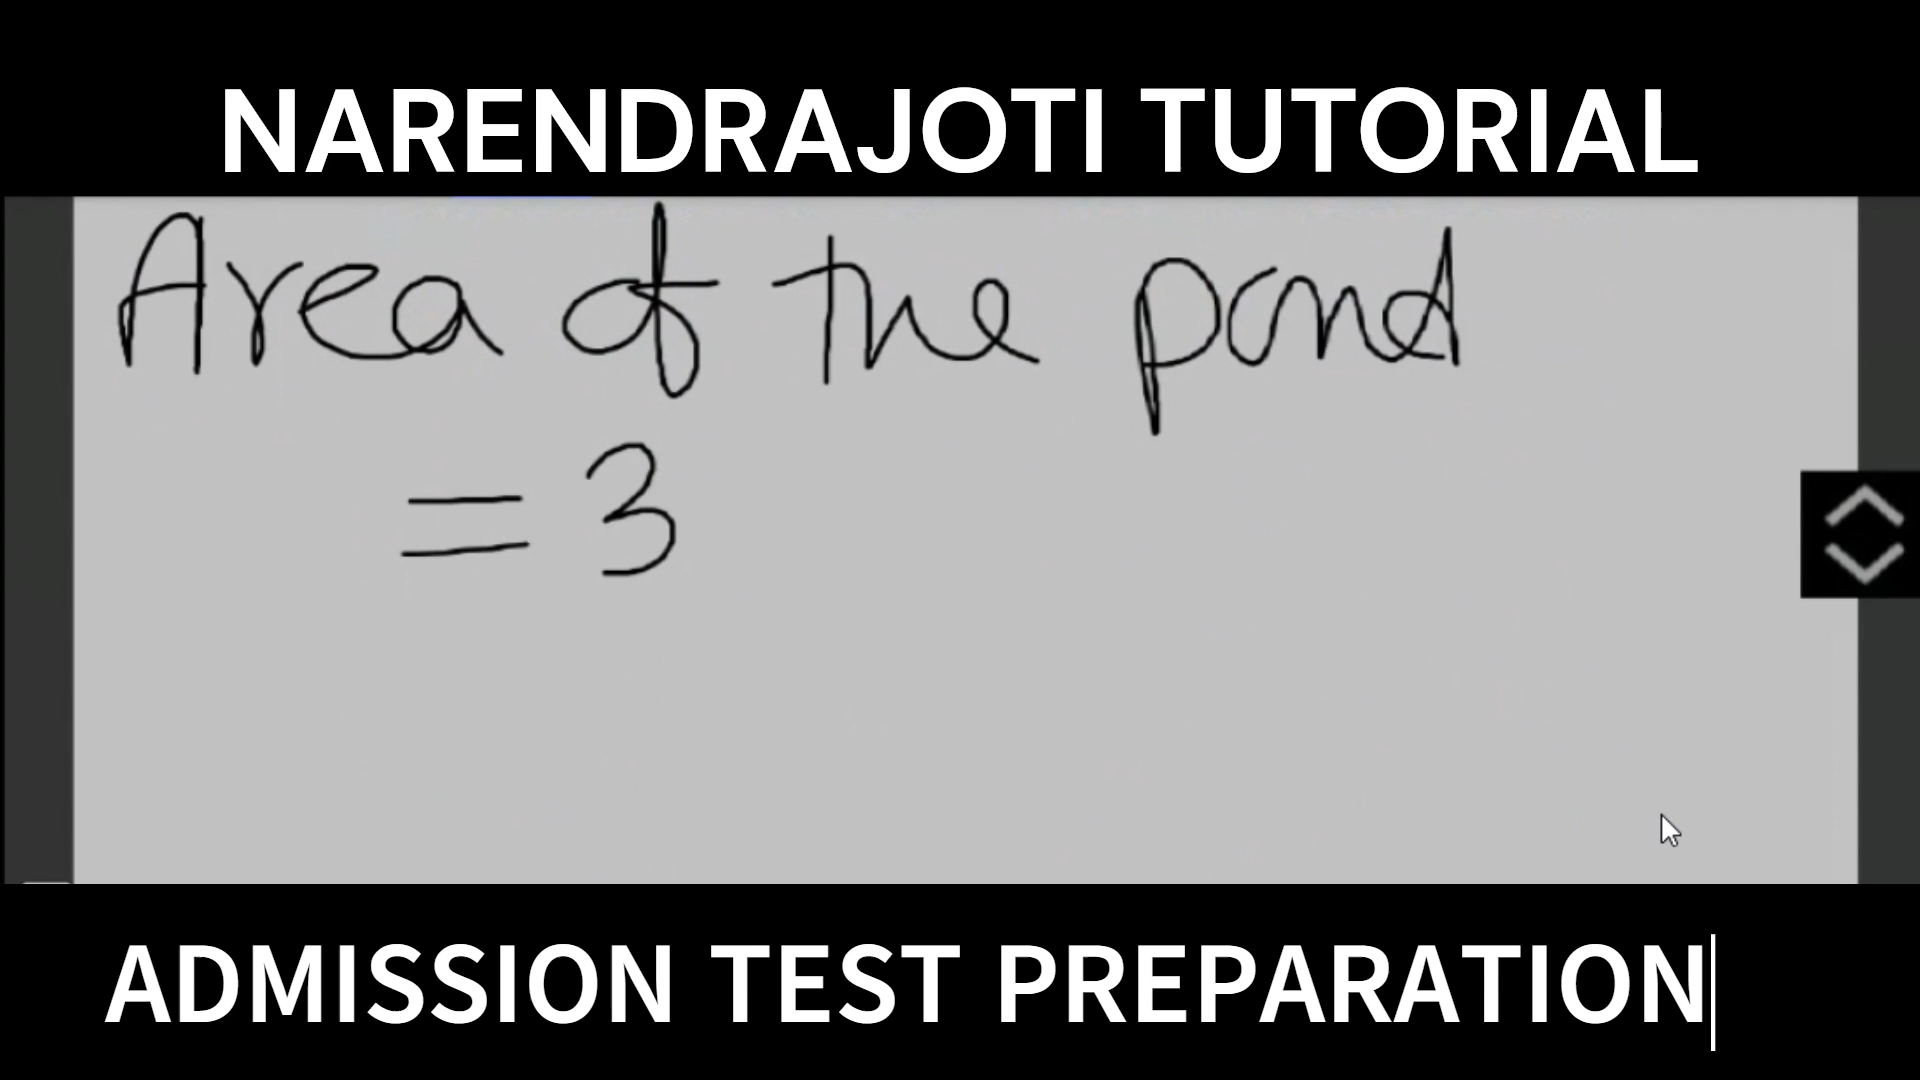 NARENDRAJOTI TUTORIAL
Area of the pond
= 3
ADMISSION TEST PREPARATION